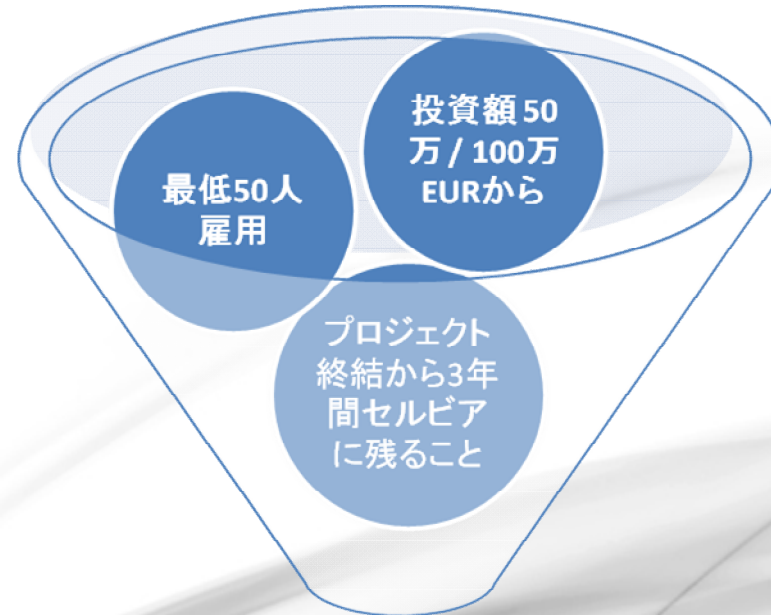 投資額 50
万 / 100万
EURから
最低50人
雇用
プロジェクト
終結から3年
間セルビア
に残ること